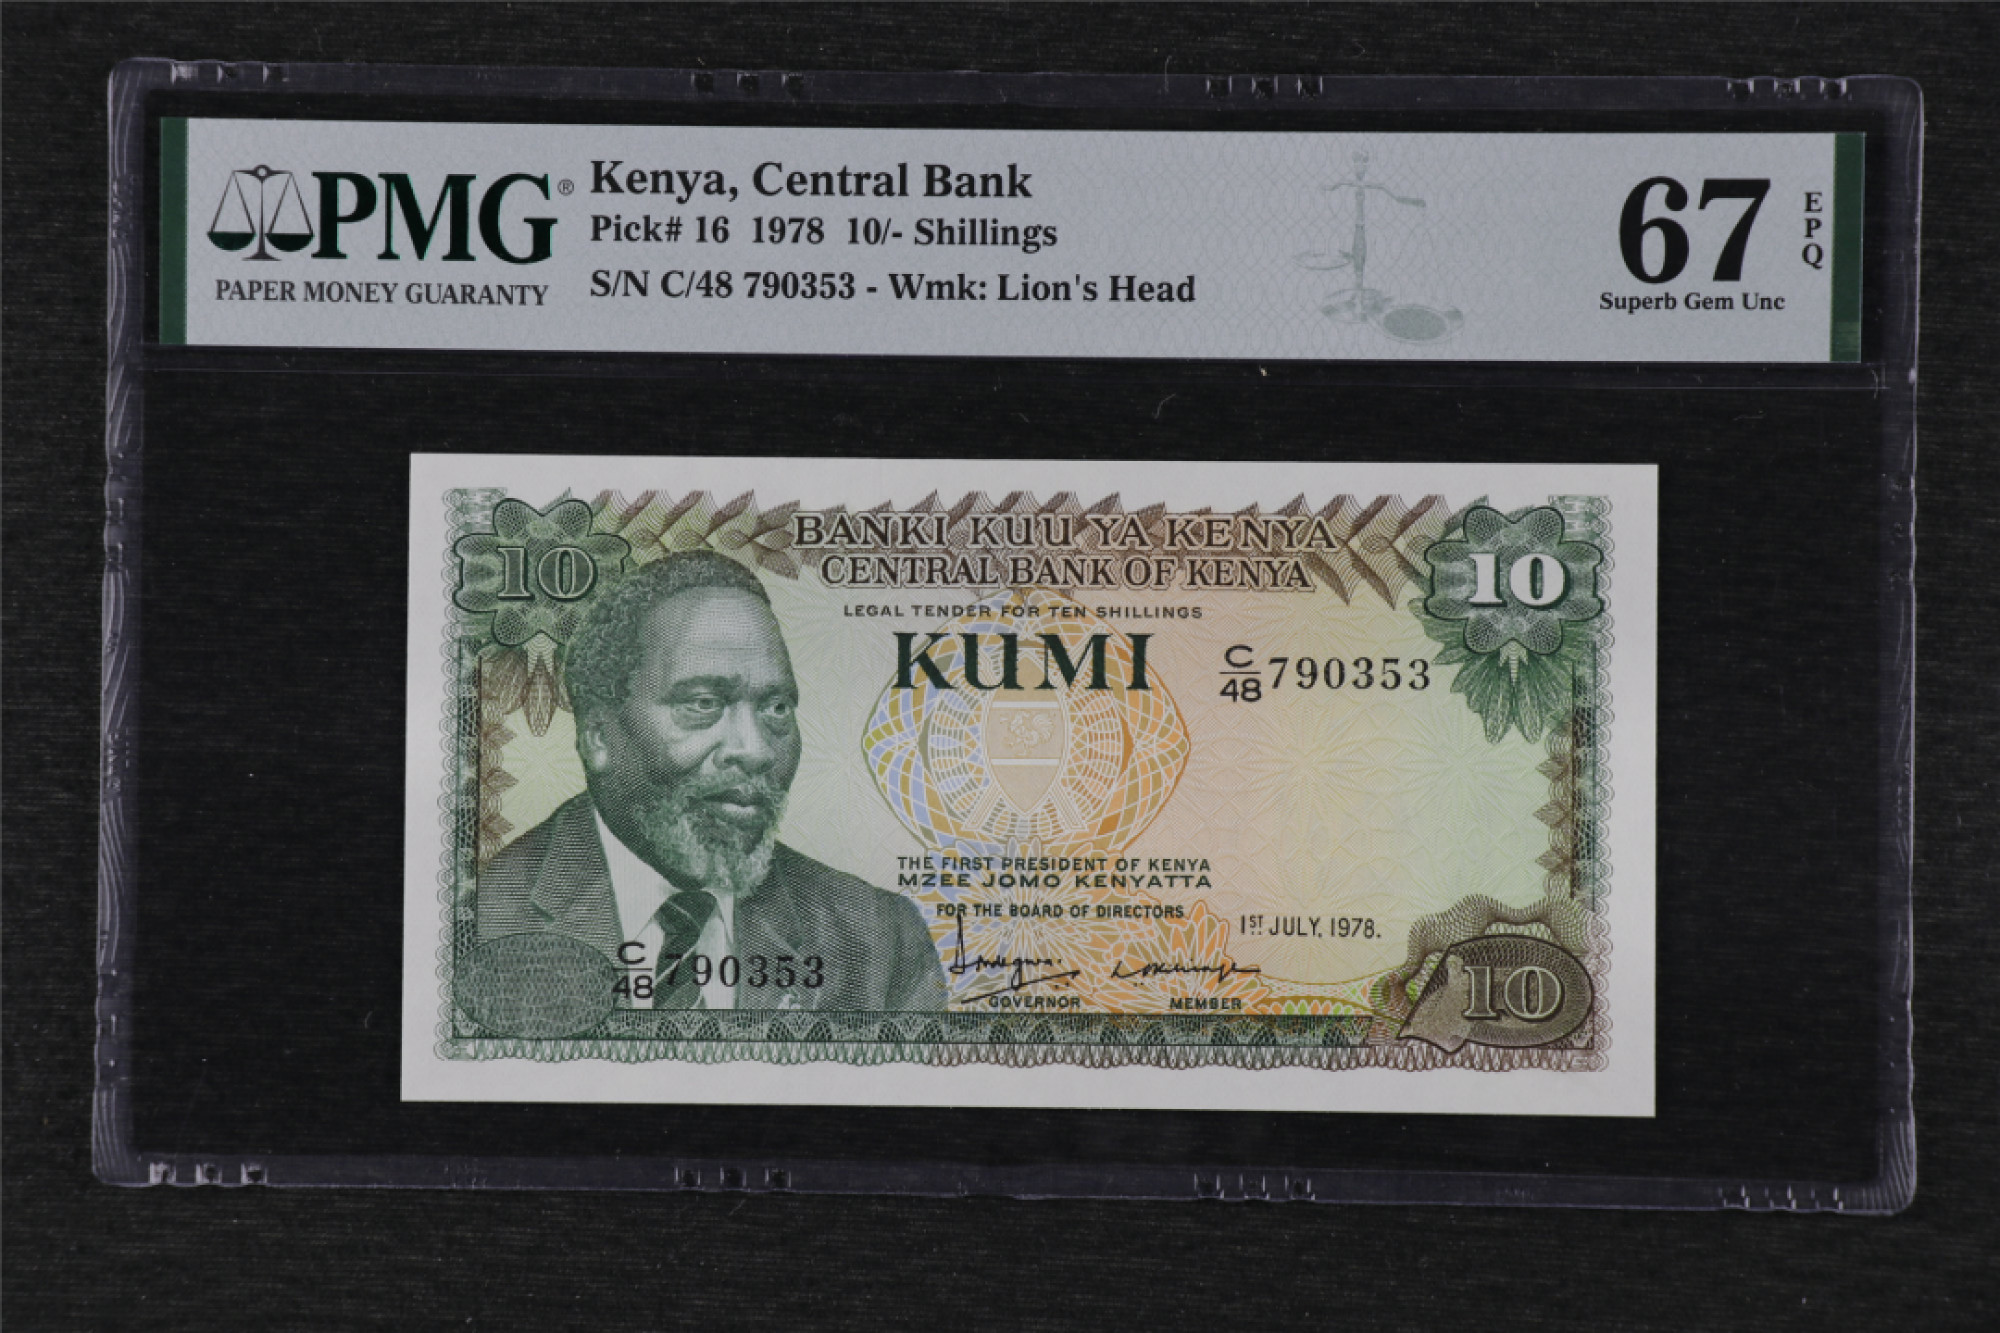 PMG®
PAPER MONEY GUARANTY
Kenya, Central Bank
Pick# 16 1978 10/- Shillings
S/N C/48 790353 - Wmk: Lion's Head
67
EPQ
Superb Gem Unc
BANKI KUU YA KENYA
CENTRAL BANK OF KENYA
10
10
LEGAL TENDER FOR TEN SHILLINGS
KUMI
C/48 790353
THE FIRST PRESIDENT OF KENYA
MZEE JOMO KENYATTA
FOR THE BOARD OF DIRECTORS
1ST JULY, 1978.
C/48 790353
GOVERNOR
MEMBER
10